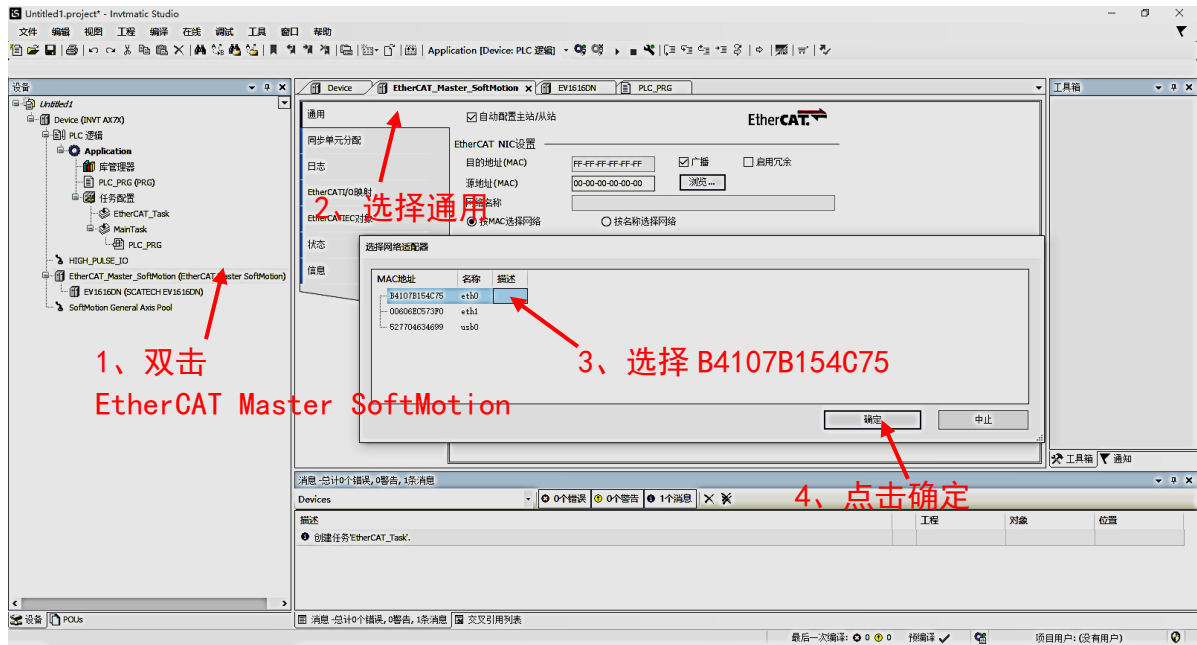 Untitled1.project* - Invtmatic Studio
文件 编辑 视图 工程 编译 在线 调试 工具 窗口 帮助
Application [Device: PLC 逻辑]
设备
Untitled1
Device (INVT AX7X)
PLC 逻辑
Application
库管理器
PLC_PRG (PRG)
任务配置
EtherCAT_Task
MainTask
PLC_PRG
HIGH_PULSE_IO
EtherCAT_Master_SoftMotion (EtherCAT Master SoftMotion)
EV1616DN (SCATECH EV1616DN)
SoftMotion General Axis Pool
1、双击
EtherCAT Master SoftMotion
设备 POUs
Device EtherCAT_Master_SoftMotion EV1616DN PLC_PRG
通用
同步单元分配
日志
EtherCATI/O映射
EtherCATIEC对象
状态
信息
2、选择通用
自动配置主站/从站
EtherCAT
EtherCAT NIC设置
目的地址(MAC) FF-FF-FF-FF-FF-FF 广播 启用冗余
源地址(MAC) 00-00-00-00-00-00 浏览...
网络名称
按MAC选择网络 按名称选择网络
选择网络适配器
MAC地址 名称 描述
B4107B154C75 eth0
00606EC573F0 eth1
527704634699 usb0
3、选择 B4107B154C75
确定 中止
4、点击确定
工具箱
工具箱 通知
消息 -总计0个错误, 0警告, 1条消息
Devices 0个错误 0个警告 1个消息
描述 工程 对象 位置
创建任务'EtherCAT_Task'.
消息 -总计0个错误, 0警告, 1条消息 交叉引用列表
最后一次编译: 0 0 预编译 项目用户: (没有用户)